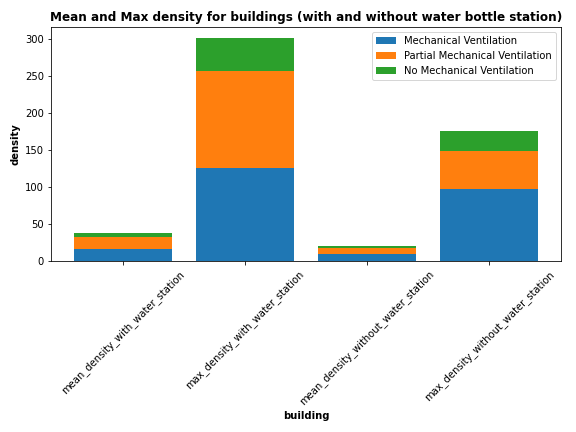 Mean and Max density for buildings (with and without water bottle station)
Mechanical Ventilation
Partial Mechanical Ventilation
No Mechanical Ventilation
density
300
250
200
150
100
50
0
mean_density_with_water_station
max_density_with_water_station
mean_density_without_water_station
max_density_without_water_station
building